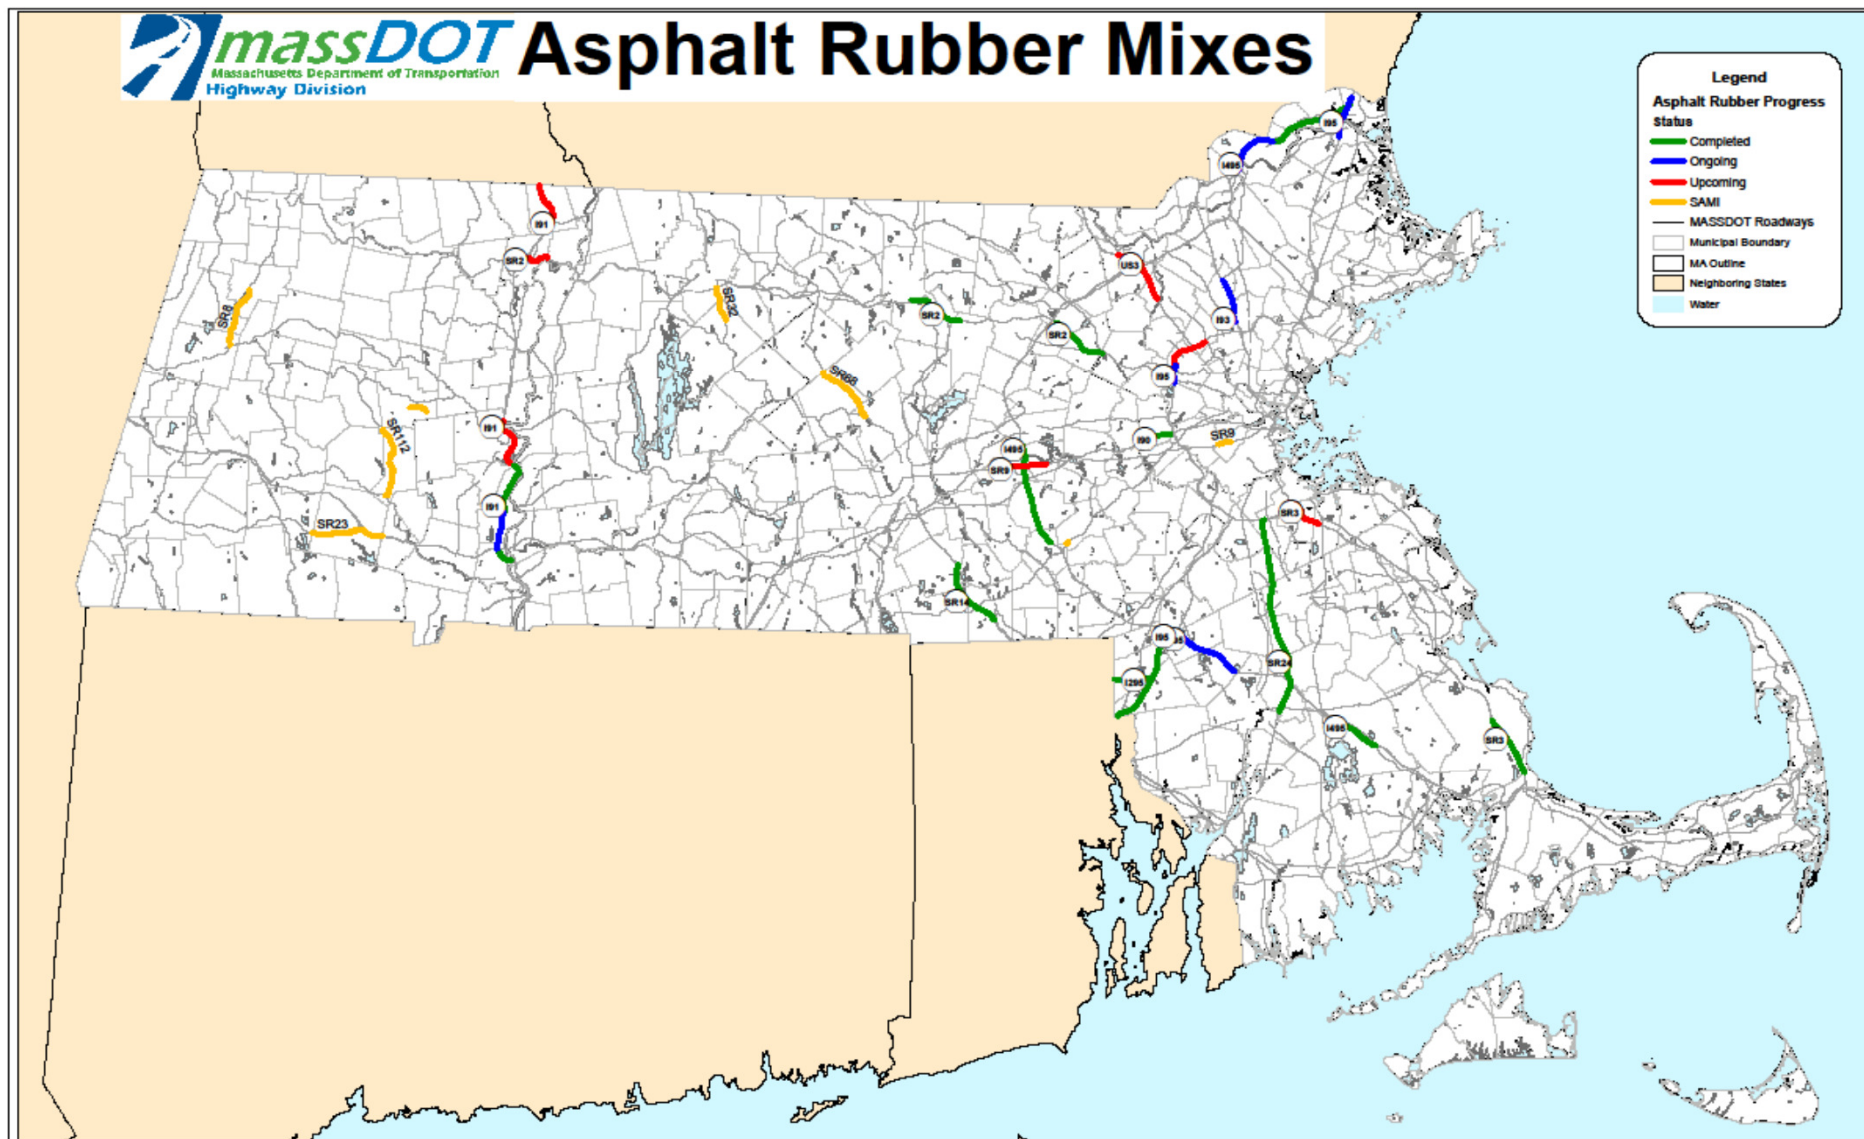 massDOT
Massachusetts Department of Transportation
Highway Division
Asphalt Rubber Mixes
Legend
Asphalt Rubber Progress
Status
Completed
Ongoing
Upcoming
SAMI
MASSDOT Roadways
Municipal Boundary
MA Outline
Neighboring States
Water
I95
I495
I91
SR2
US3
SR8
SR32
SR2
I93
SR2
I95
SR68
I91
SR112
I90
SR9
I495
SR9
I91
SR3
SR23
SR14
I95
SR24
I295
I495
SR3